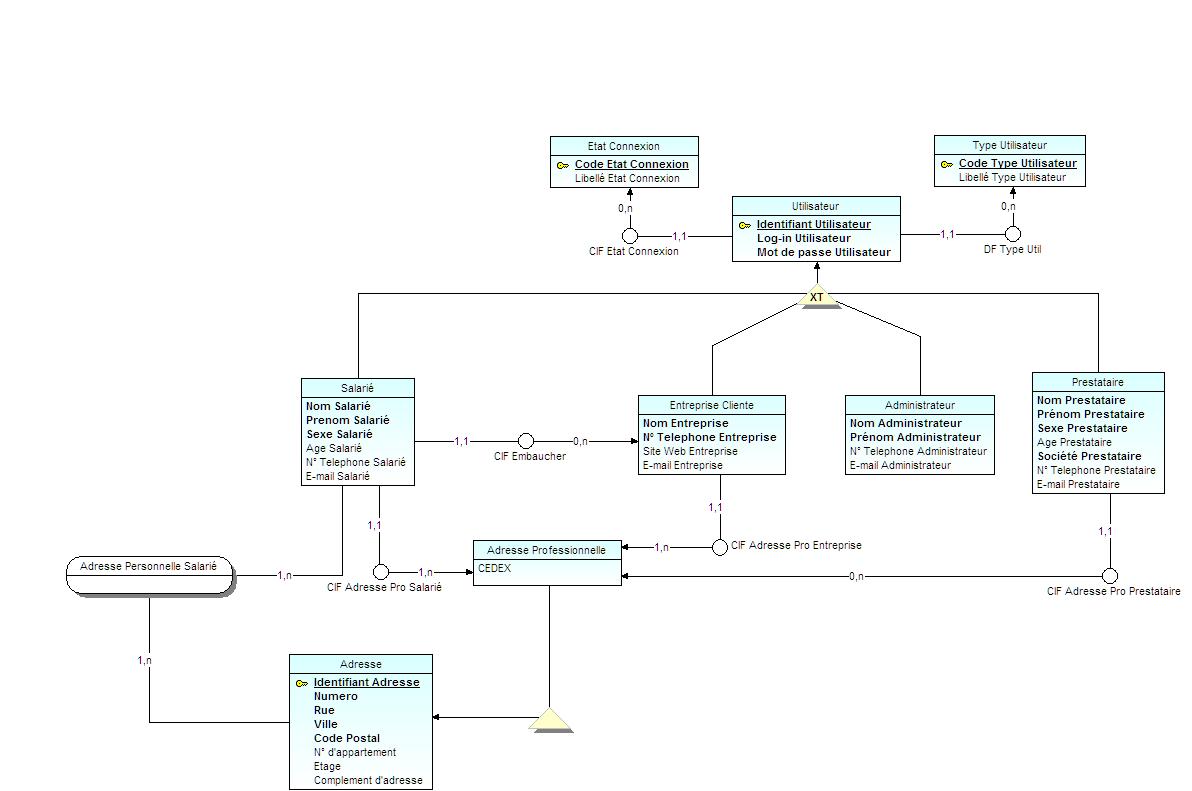 Etat Connexion
Code Etat Connexion
Libellé Etat Connexion
Type Utilisateur
Code Type Utilisateur
Libellé Type Utilisateur
0,n
0,n
Utilisateur
Identifiant Utilisateur
Log-in Utilisateur
Mot de passe Utilisateur
1,1
1,1
CIF Etat Connexion
DF Type Util
XT
Salarié
Nom Salarié
Prenom Salarié
Sexe Salarié
Age Salarié
N° Telephone Salarié
E-mail Salarié
1,1
CIF Embaucher
0,n
Entreprise Cliente
Nom Entreprise
N° Telephone Entreprise
Site Web Entreprise
E-mail Entreprise
Administrateur
Nom Administrateur
Prénom Administrateur
N° Telephone Administrateur
E-mail Administrateur
Prestataire
Nom Prestataire
Prénom Prestataire
Sexe Prestataire
Age Prestataire
Société Prestataire
N° Telephone Prestataire
E-mail Prestataire
1,1
1,1
1,1
Adresse Professionnelle
CEDEX
1,n
CIF Adresse Pro Entreprise
Adresse Personnelle Salarié
1,n
1,n
CIF Adresse Pro Salarié
0,n
CIF Adresse Pro Prestataire
1,n
Adresse
Identifiant Adresse
Numero
Rue
Ville
Code Postal
N° d'appartement
Etage
Complement d'adresse